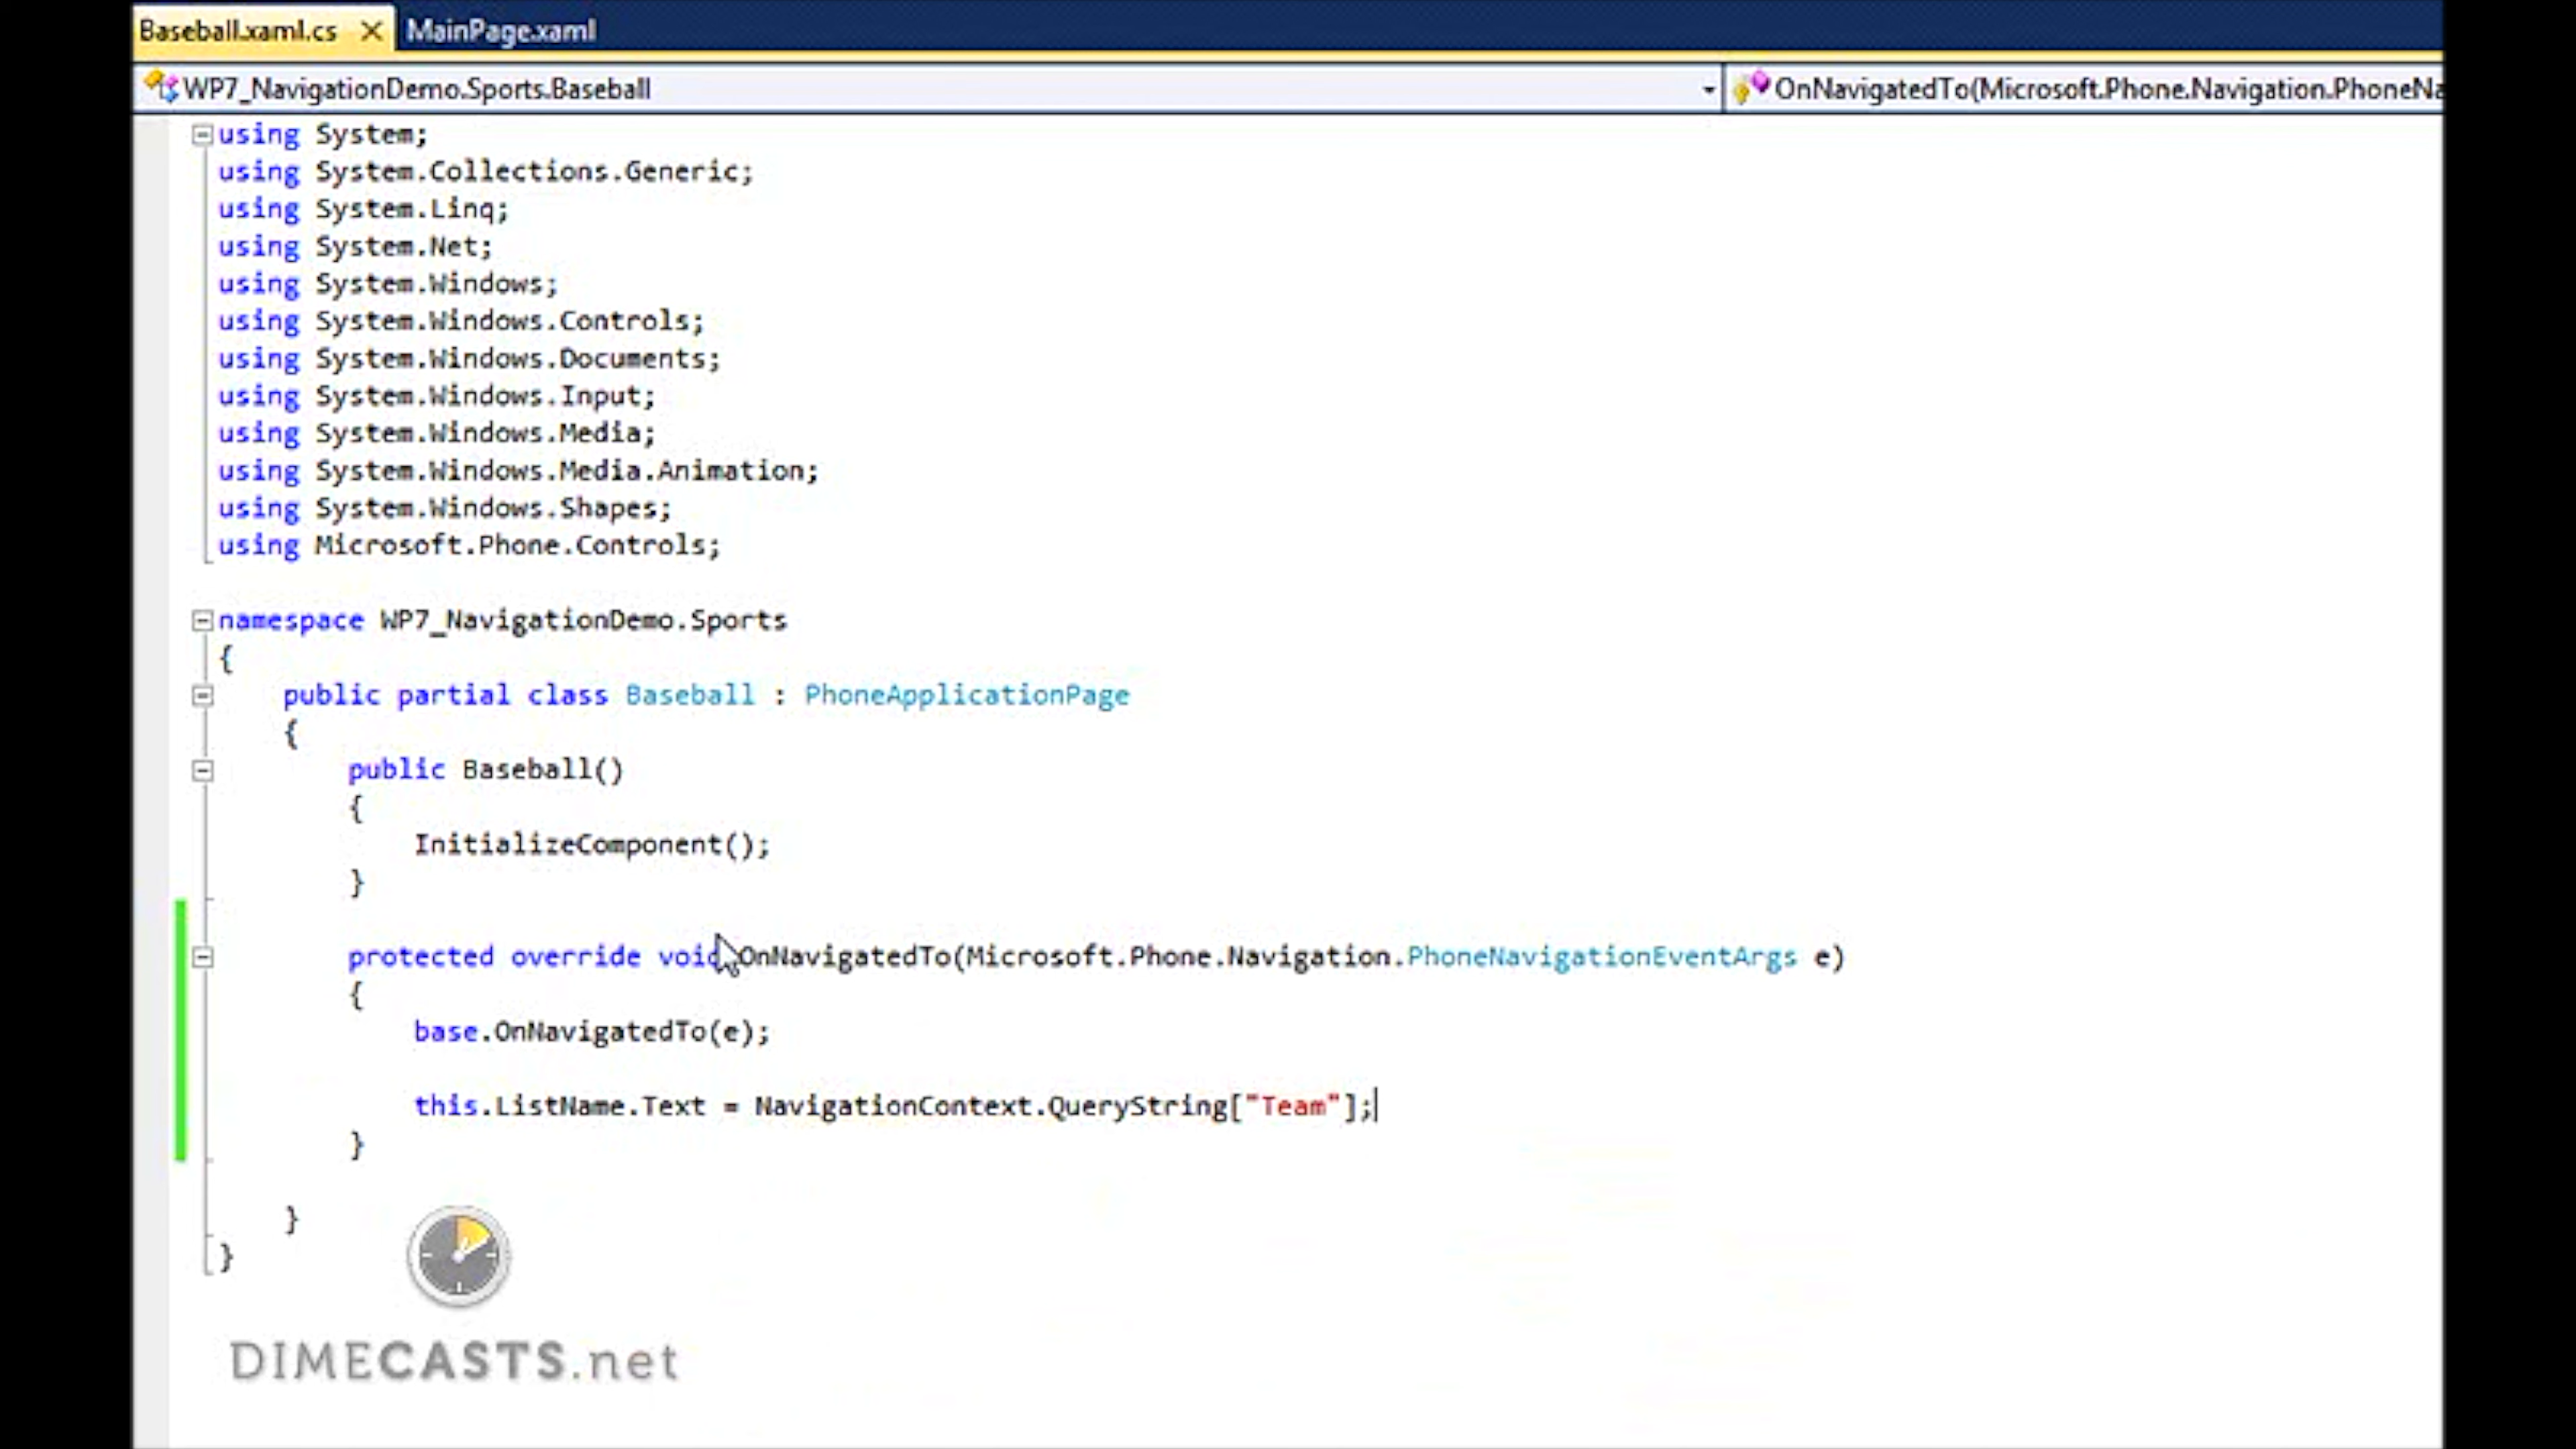 Baseball.xaml.cs MainPage.xaml
WP7_NavigationDemo.Sports.Baseball OnNavigatedTo(Microsoft.Phone.Navigation.PhoneNa
using System;
using System.Collections.Generic;
using System.Linq;
using System.Net;
using System.Windows;
using System.Windows.Controls;
using System.Windows.Documents;
using System.Windows.Input;
using System.Windows.Media;
using System.Windows.Media.Animation;
using System.Windows.Shapes;
using Microsoft.Phone.Controls;
namespace WP7_NavigationDemo.Sports
{
public partial class Baseball : PhoneApplicationPage
{
public Baseball()
{
InitializeComponent();
}
protected override void OnNavigatedTo(Microsoft.Phone.Navigation.PhoneNavigationEventArgs e)
{
base.OnNavigatedTo(e);
this.ListName.Text = NavigationContext.QueryString["Team"];
}
}
}
DIMECASTS.net